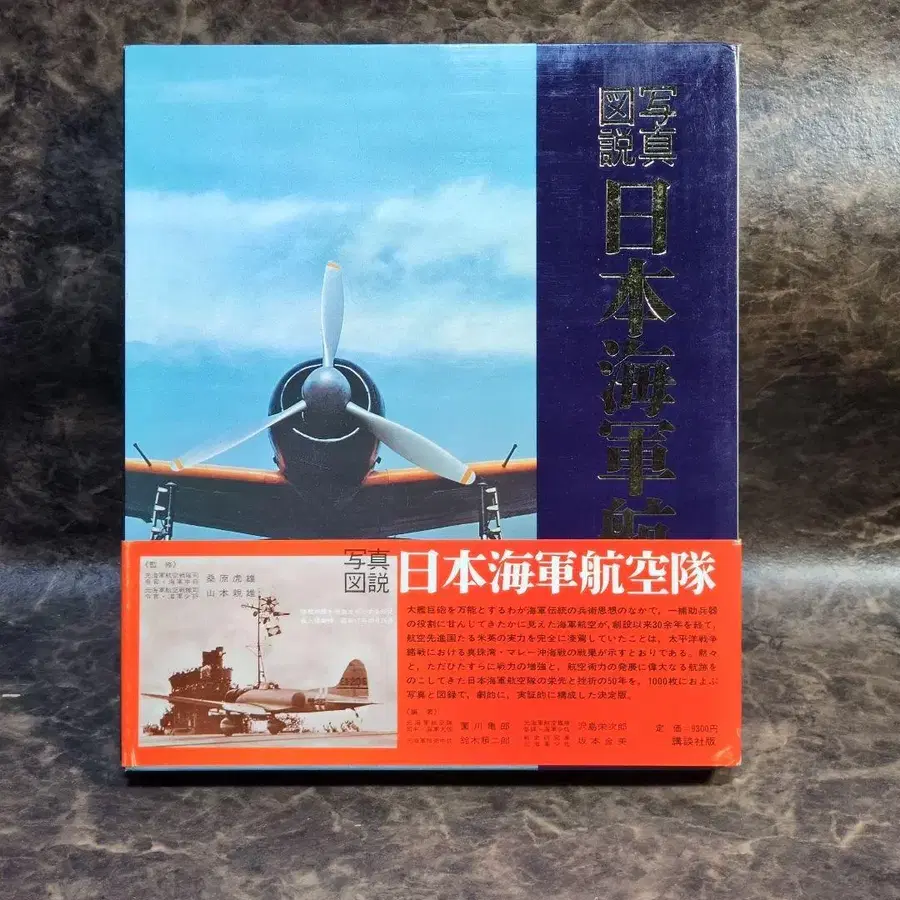 写真
図説
日本海軍航
写真
図説
日本海軍航空隊
〈監修〉
桑原虎雄
山本親雄
大艦巨砲を万能とするわが海軍伝統の兵術思想のなかで，一補助兵器
の役割に甘んじてきたかに見えた海軍航空が，創設以来30余年を経て，
航空先進国たる米英の実力を完全に凌駕していたことは，太平洋戦争
緒戦における真珠湾・マレー沖海戦の戦果が示すとおりである。黙々
と，ただひたすらに戦力の増強と，航空術力の発展に偉大なる航跡を
のこしてきた日本海軍航空隊の栄光と挫折の50年を，1000枚におよぶ
写真と図録で，劇的に，実証的に構成した決定版。
〈編者〉
薗川亀郎
沢島栄次郎
鈴木順二郎
定価=9300円
講談社版